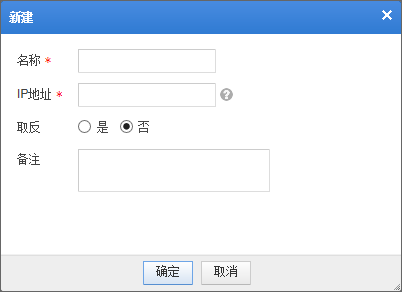 新建
名称 *
IP地址 *
取反 是 否
备注
确定 取消